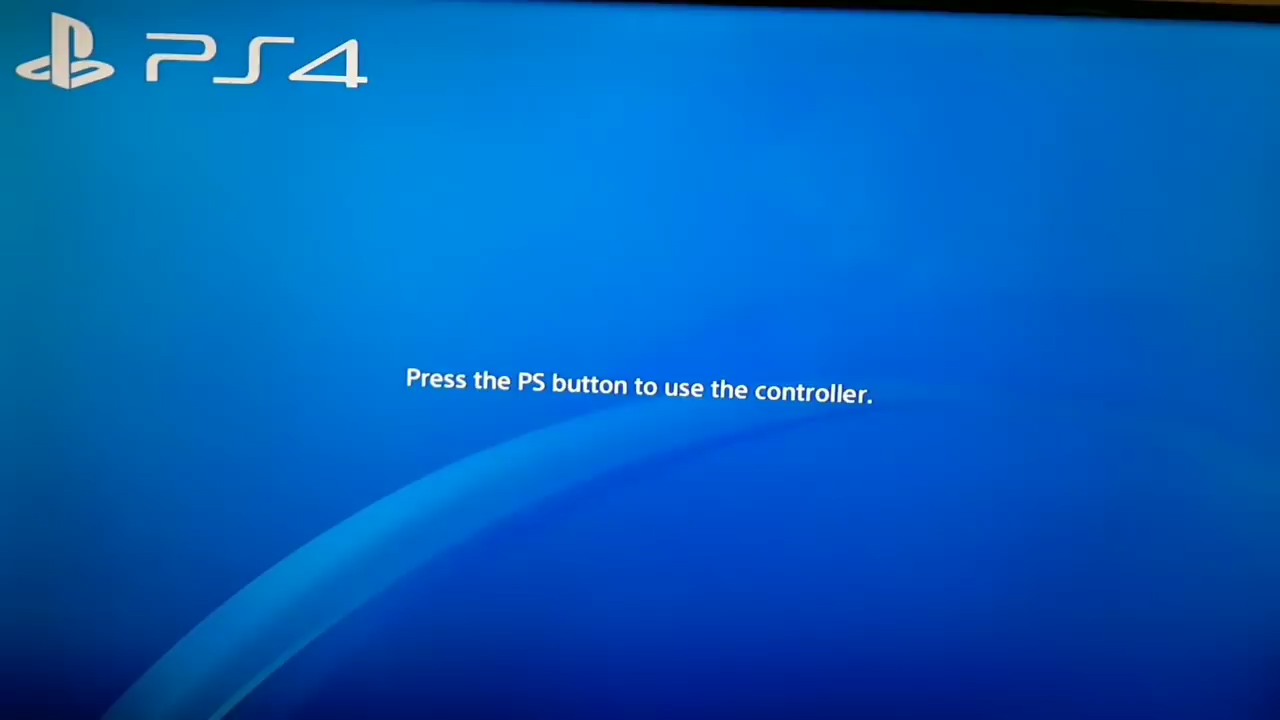 PS4
Press the PS button to use the controller.